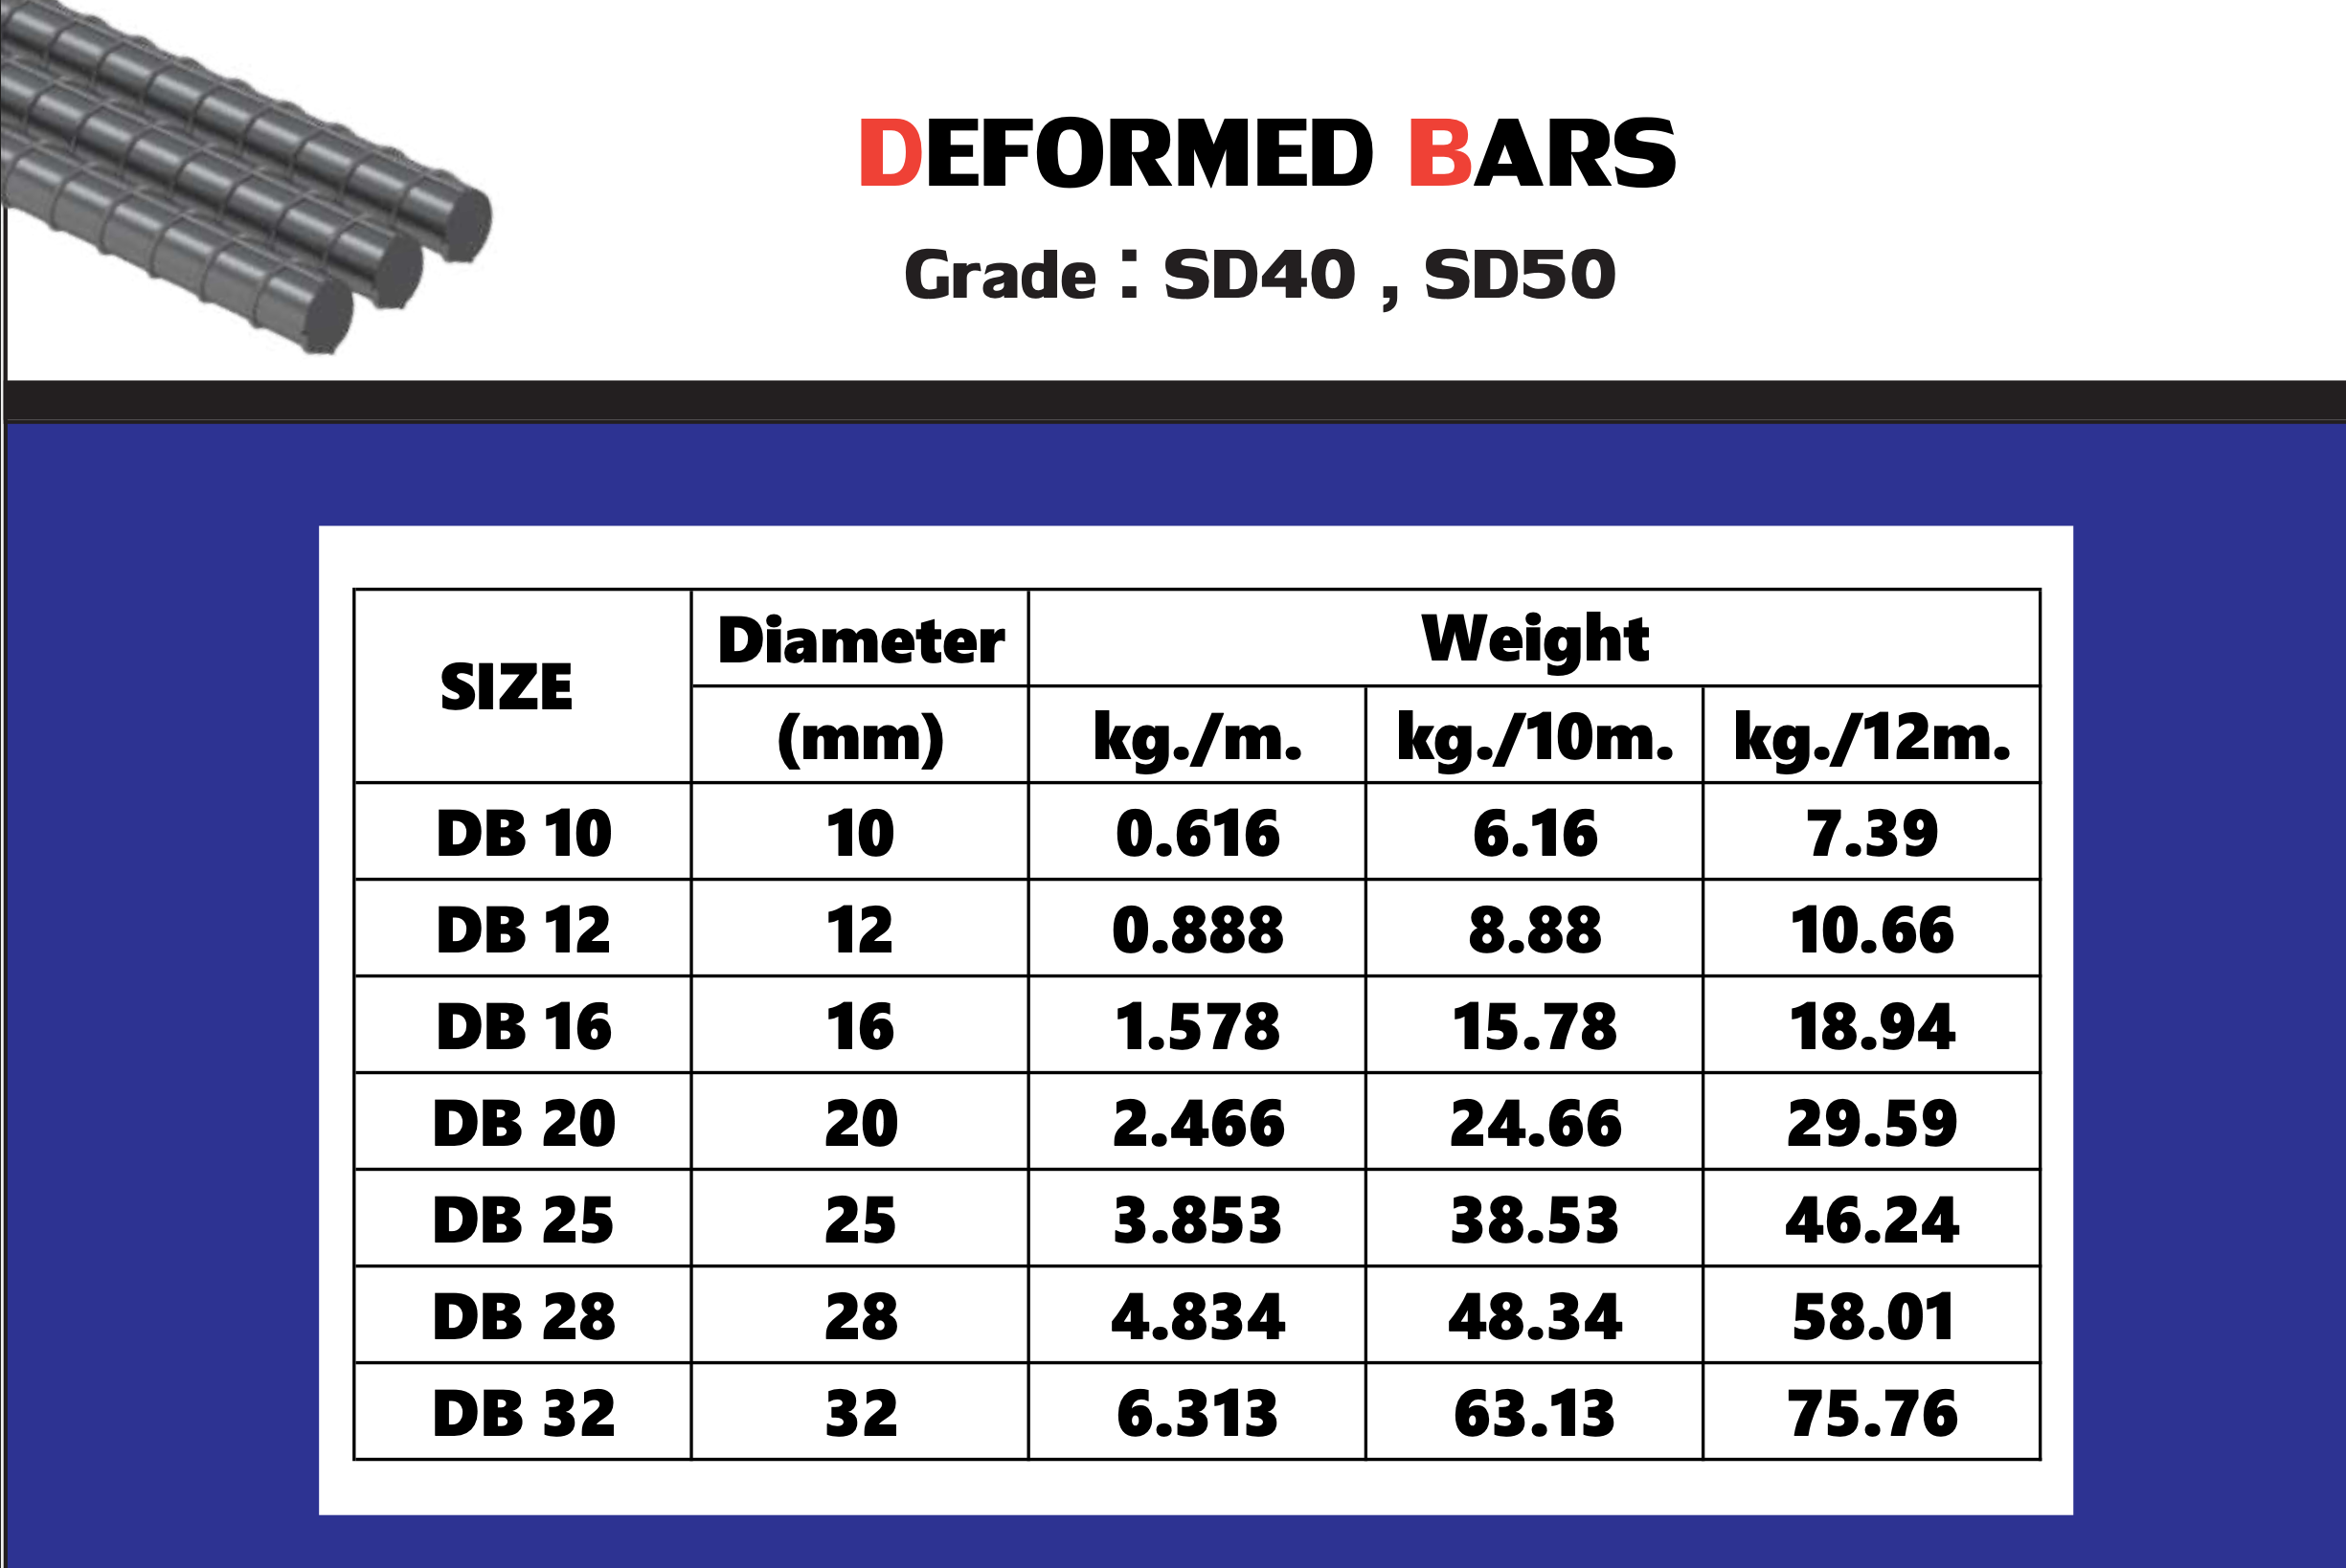 DEFORMED BARS
Grade : SD40 , SD50
SIZE Diameter Weight
(mm) kg./m. kg./10m. kg./12m.
DB 10 10 0.616 6.16 7.39
DB 12 12 0.888 8.88 10.66
DB 16 16 1.578 15.78 18.94
DB 20 20 2.466 24.66 29.59
DB 25 25 3.853 38.53 46.24
DB 28 28 4.834 48.34 58.01
DB 32 32 6.313 63.13 75.76